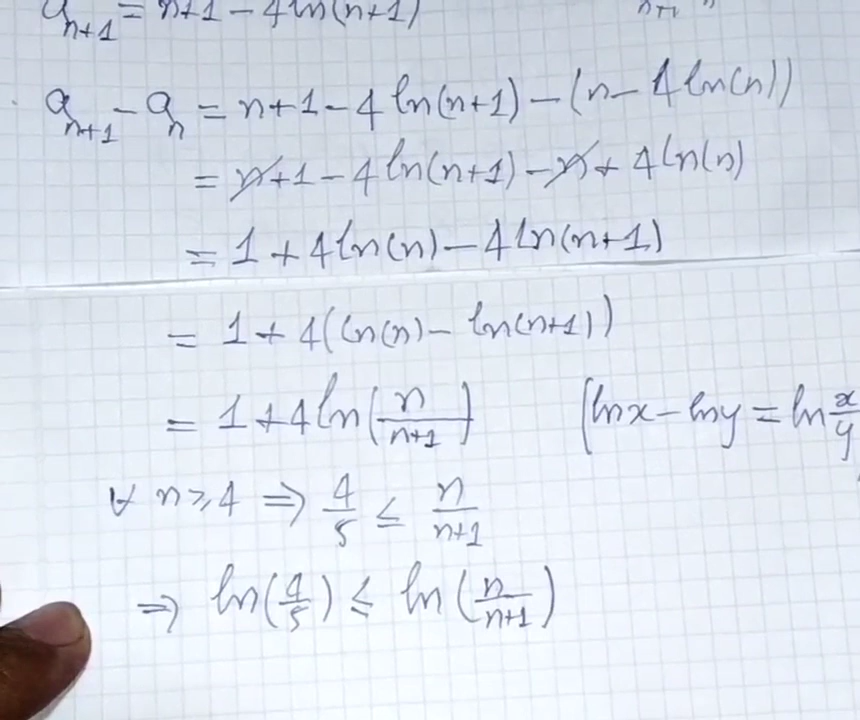 a_{n+1} = n+1 - 4 ln(n+1)
a_{n+1} - a_n = n+1 - 4 ln(n+1) - (n - 4 ln(n))
= n+1 - 4 ln(n+1) - n + 4 ln(n)
= 1 + 4 ln(n) - 4 ln(n+1)
= 1 + 4(ln(n) - ln(n+1))
= 1 + 4 ln(n/(n+1)) (ln x - ln y = ln x/y
∀ n ≥ 4 ⇒ 4/5 ≤ n/(n+1)
⇒ ln(4/5) ≤ ln(n/(n+1))